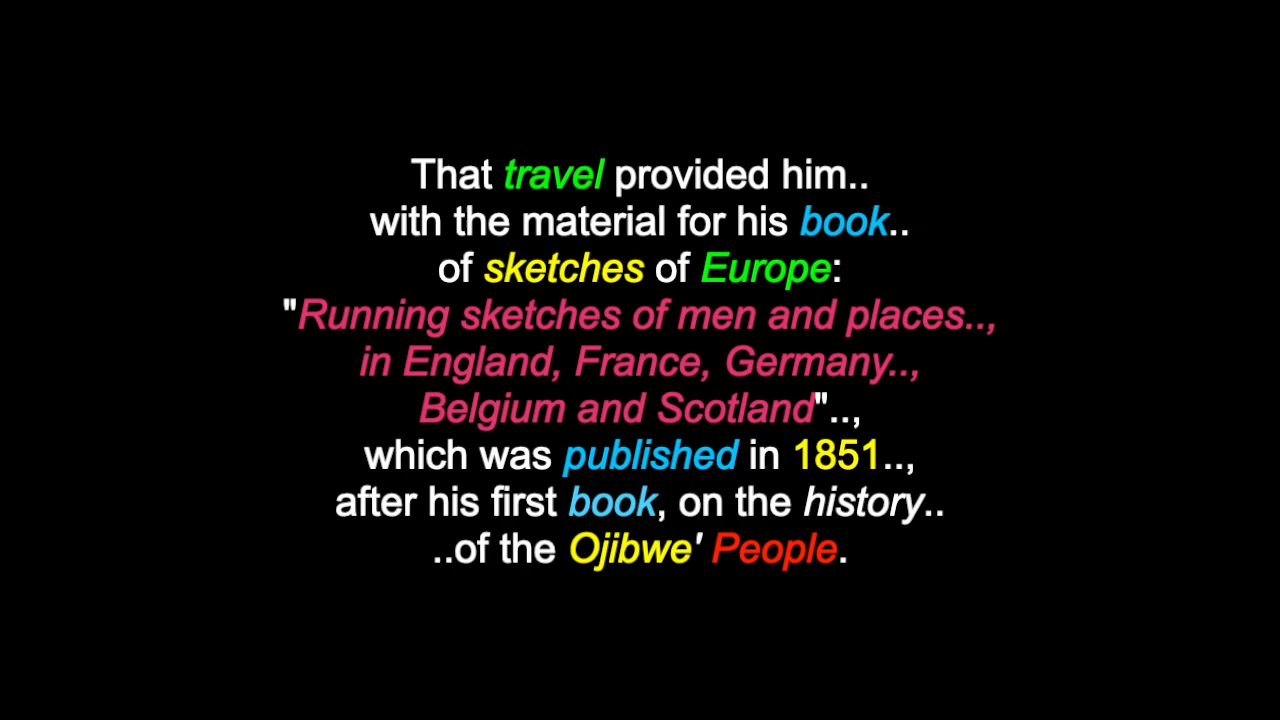 That travel provided him..
with the material for his book..
of sketches of Europe:
"Running sketches of men and places..,
in England, France, Germany..,
Belgium and Scotland"..,
which was published in 1851..,
after his first book, on the history..
..of the Ojibwe' People.